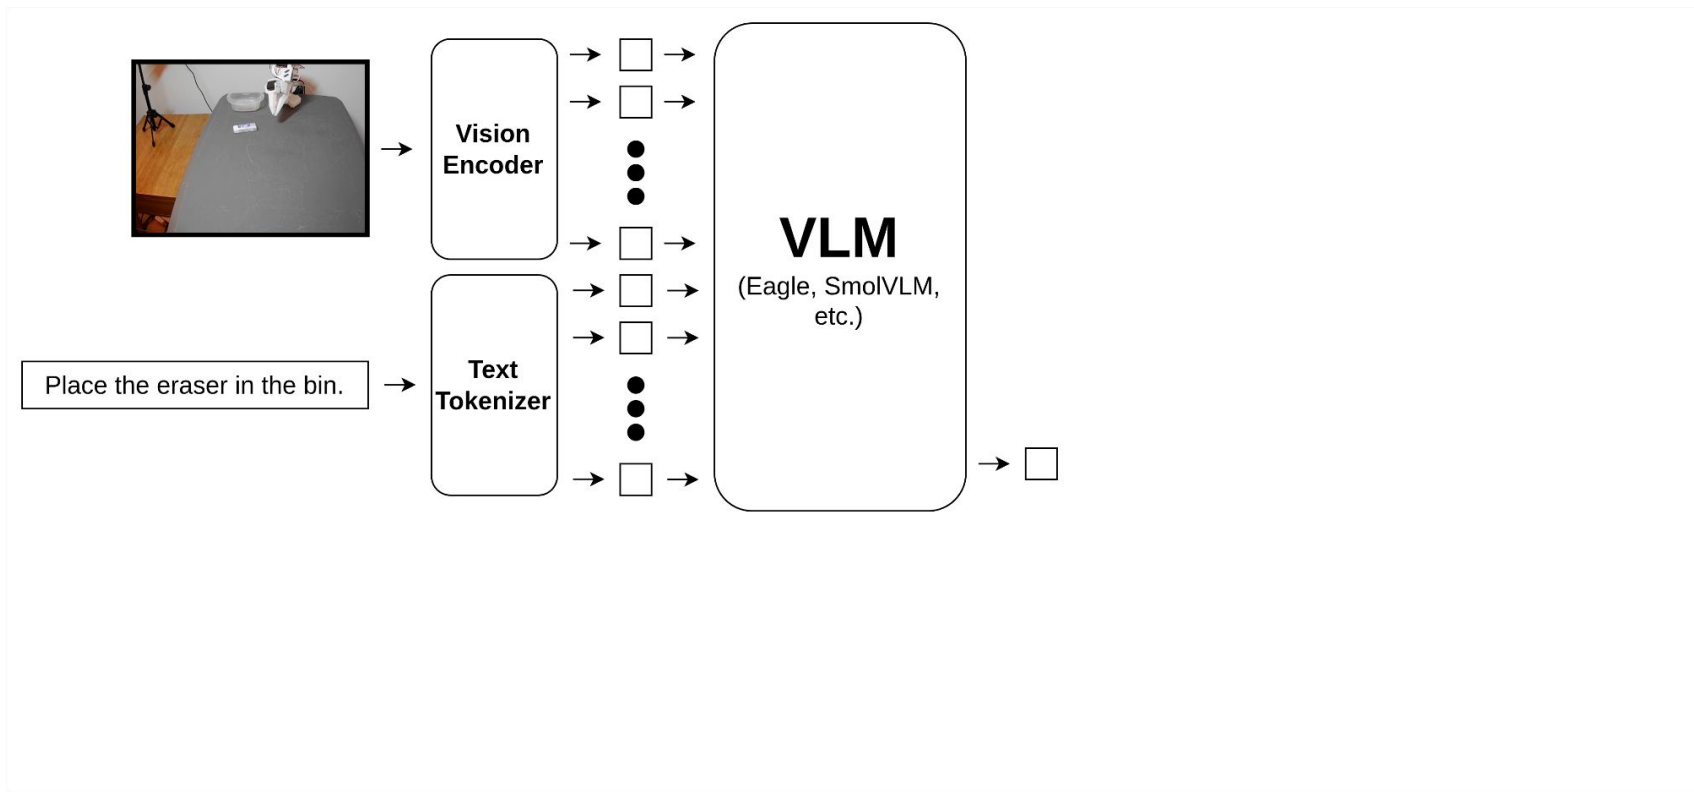 Vision
Encoder
Place the eraser in the bin.
Text
Tokenizer
VLM
(Eagle, SmolVLM,
etc.)